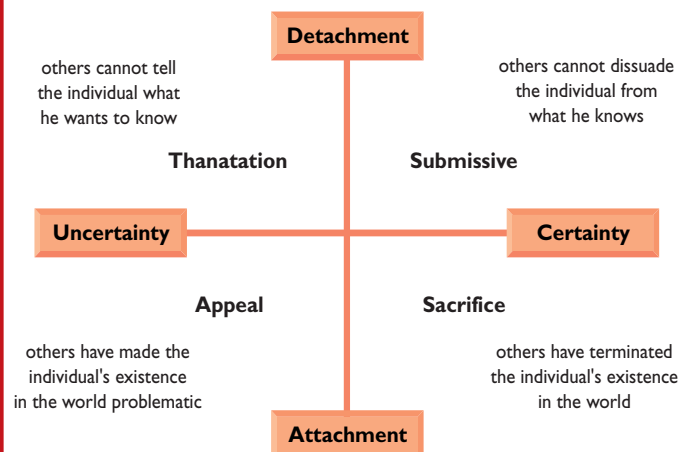 Detachment
others cannot tell
the individual what
he wants to know
others cannot dissuade
the individual from
what he knows
Thanatation
Submissive
Uncertainty
Certainty
Appeal
Sacrifice
others have made the
individual's existence
in the world problematic
others have terminated
the individual's existence
in the world
Attachment